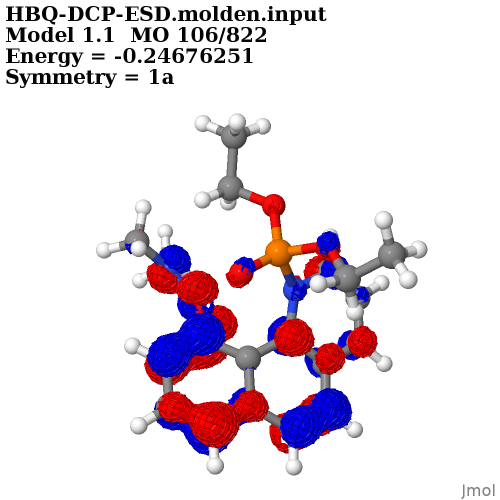 HBQ-DCP-ESD.molden.input
Model 1.1  MO 106/822
Energy = -0.24676251
Symmetry = 1a
Jmol